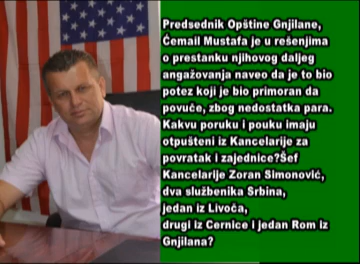 Predsednik Opštine Gnjilane,
Ćemail Mustafa je u rešenjima
o prestanku njihovog daljeg
angažovanja naveo da je to bio
potez koji je bio primoran da
povuče, zbog nedostatka para.
Kakvu poruku i pouku imaju
otpušteni iz Kancelarije za
povratak i zajednice?Šef
Kancelarije Zoran Simonović,
dva službenika Srbina,
jedan iz Livoča,
drugi iz Cernice i jedan Rom iz
Gnjilana?